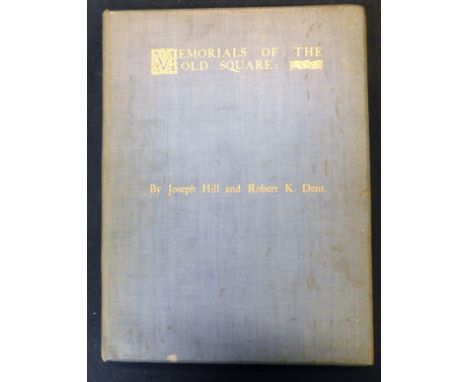 MEMORIALS OF THE
OLD SQUARE:
By Joseph Hill and Robert K. Dent.